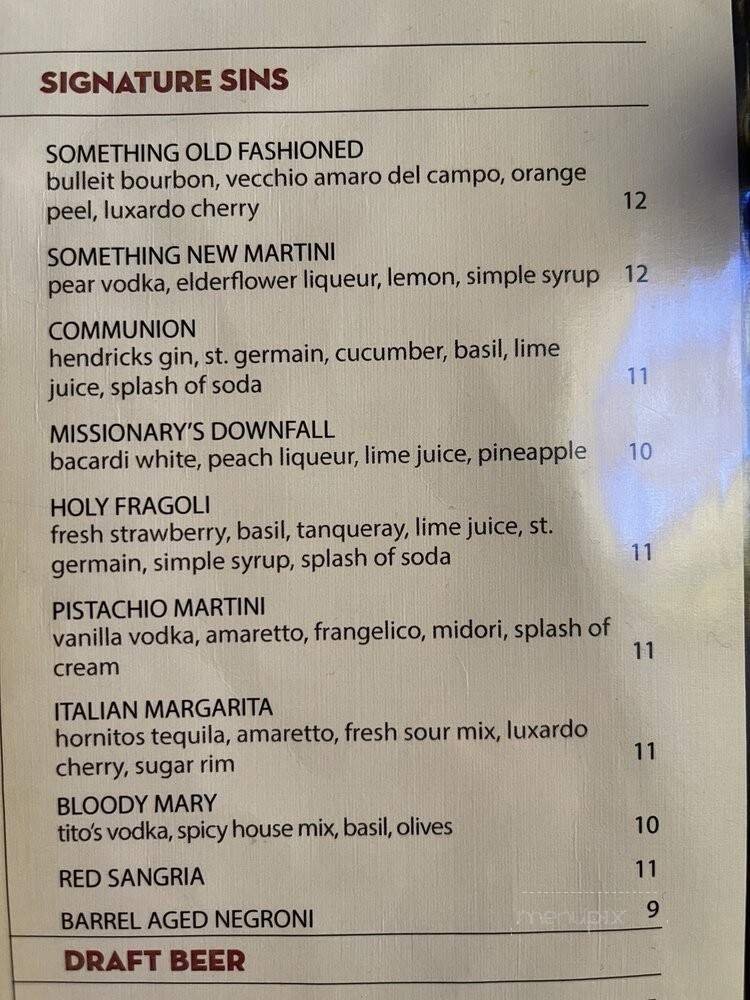 SIGNATURE SINS
SOMETHING OLD FASHIONED
bulleit bourbon, vecchio amaro del campo, orange
peel, luxardo cherry 12
SOMETHING NEW MARTINI
pear vodka, elderflower liqueur, lemon, simple syrup 12
COMMUNION
hendricks gin, st. germain, cucumber, basil, lime
juice, splash of soda 11
MISSIONARY'S DOWNFALL
bacardi white, peach liqueur, lime juice, pineapple 10
HOLY FRAGOLI
fresh strawberry, basil, tanqueray, lime juice, st.
germain, simple syrup, splash of soda 11
PISTACHIO MARTINI
vanilla vodka, amaretto, frangelico, midori, splash of
cream 11
ITALIAN MARGARITA
hornitos tequila, amaretto, fresh sour mix, luxardo
cherry, sugar rim 11
BLOODY MARY
tito's vodka, spicy house mix, basil, olives 10
RED SANGRIA 11
BARREL AGED NEGRONI 9
menupix
DRAFT BEER